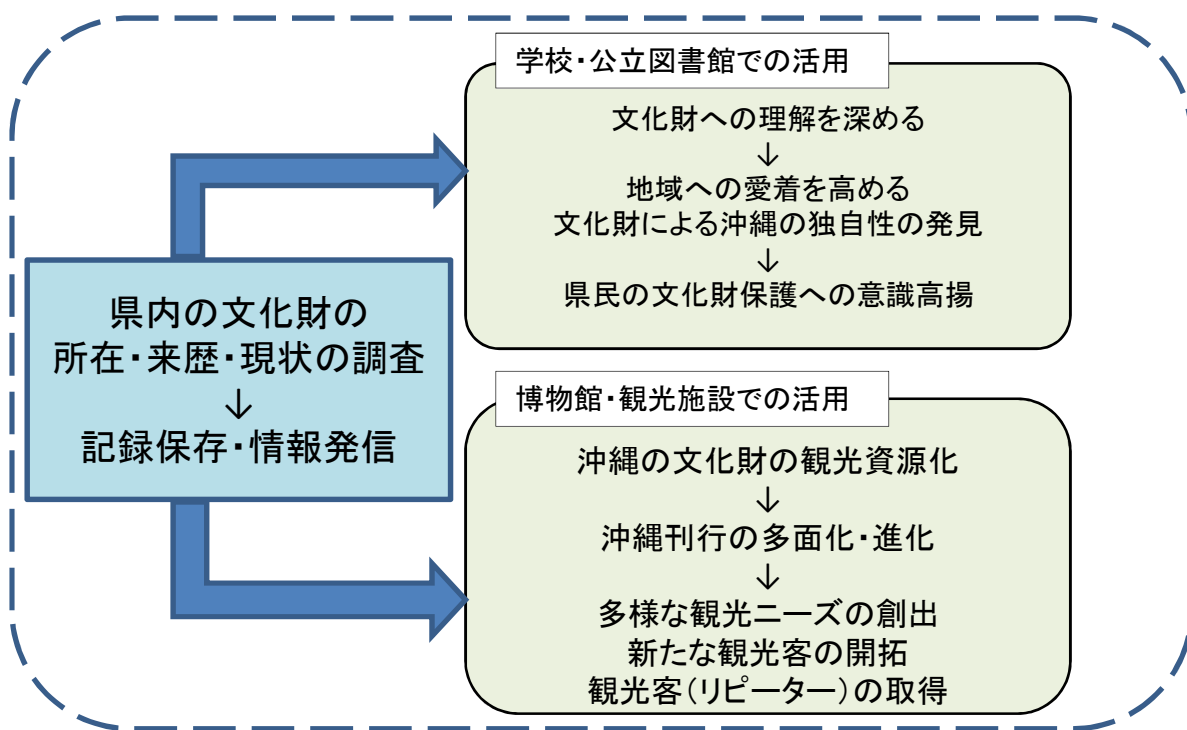 県内の文化財の
所在・来歴・現状の調査
↓
記録保存・情報発信
学校・公立図書館での活用
文化財への理解を深める
↓
地域への愛着を高める
文化財による沖縄の独自性の発見
↓
県民の文化財保護への意識高揚
博物館・観光施設での活用
沖縄の文化財の観光資源化
↓
沖縄刊行の多面化・進化
↓
多様な観光ニーズの創出
新たな観光客の開拓
観光客(リピーター)の取得